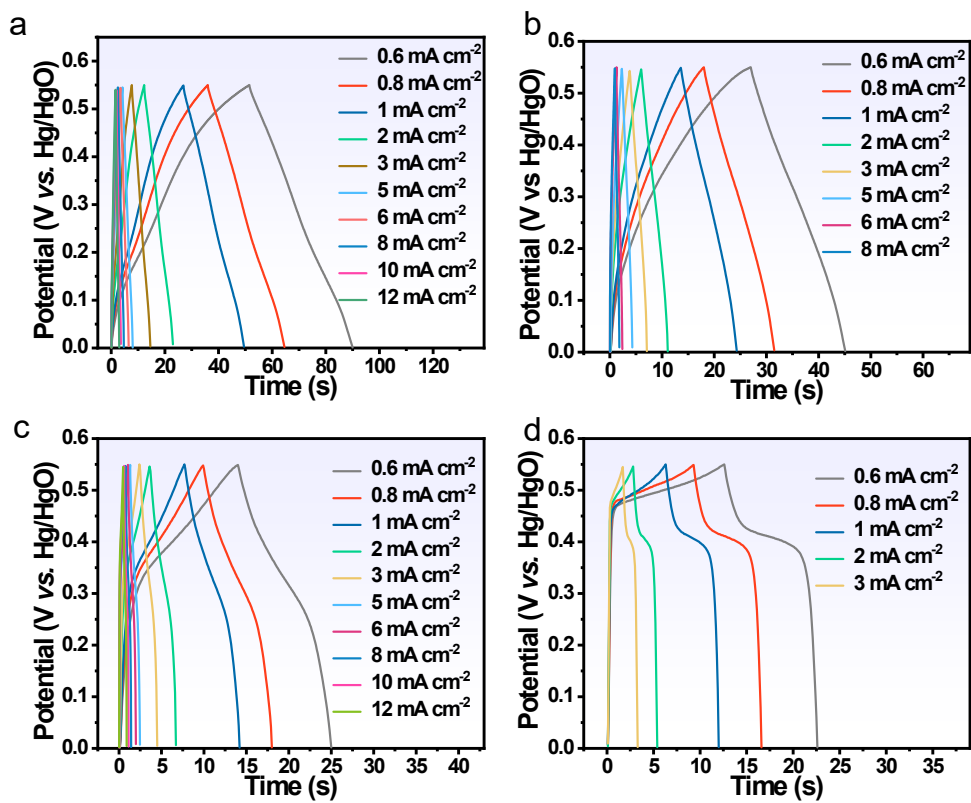 a
Potential (V vs. Hg/HgO)
0.6
0.5
0.4
0.3
0.2
0.1
0.0
0.6 mA cm-2
0.8 mA cm-2
1 mA cm-2
2 mA cm-2
3 mA cm-2
5 mA cm-2
6 mA cm-2
8 mA cm-2
10 mA cm-2
12 mA cm-2
0 20 40 60 80 100 120
Time (s)
b
Potential (V vs Hg/HgO)
0.6
0.5
0.4
0.3
0.2
0.1
0.0
0.6 mA cm-2
0.8 mA cm-2
1 mA cm-2
2 mA cm-2
3 mA cm-2
5 mA cm-2
6 mA cm-2
8 mA cm-2
0 10 20 30 40 50 60
Time (s)
c
Potential (V vs. Hg/HgO)
0.6
0.5
0.4
0.3
0.2
0.1
0.0
0.6 mA cm-2
0.8 mA cm-2
1 mA cm-2
2 mA cm-2
3 mA cm-2
5 mA cm-2
6 mA cm-2
8 mA cm-2
10 mA cm-2
12 mA cm-2
0 5 10 15 20 25 30 35 40
Time (s)
d
Potential (V vs. Hg/HgO)
0.6
0.5
0.4
0.3
0.2
0.1
0.0
0.6 mA cm-2
0.8 mA cm-2
1 mA cm-2
2 mA cm-2
3 mA cm-2
0 5 10 15 20 25 30 35
Time (s)